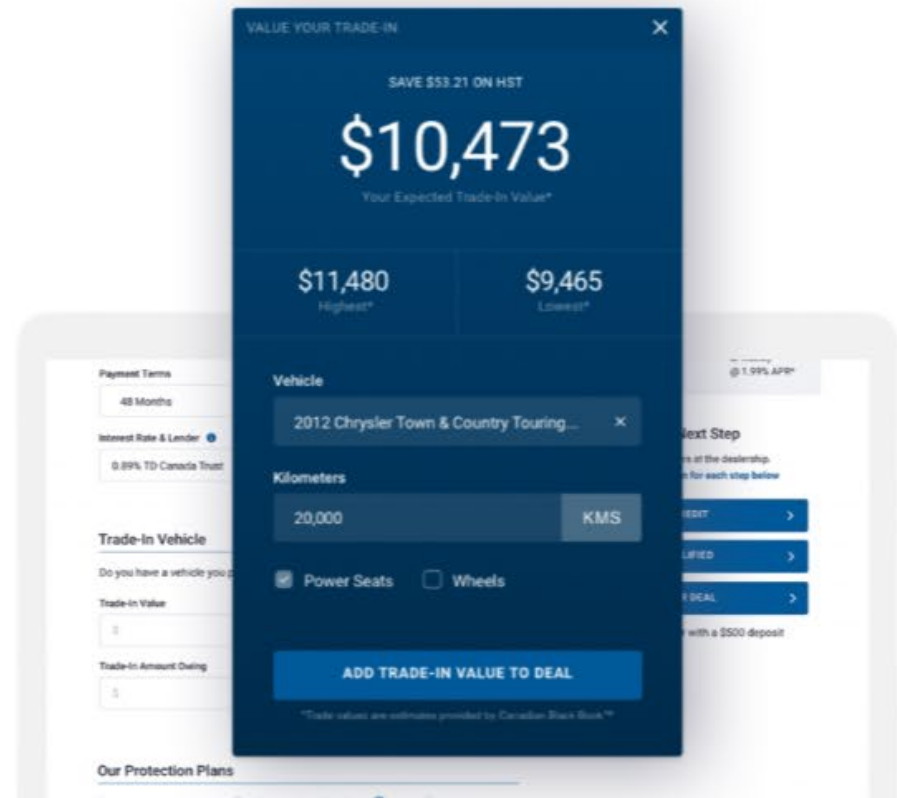 VALUE YOUR TRADE-IN
SAVE $53.21 ON HST
$10,473
Your Expected Trade-In Value*
$11,480
Highest*
$9,465
Lowest*
Vehicle
2012 Chrysler Town & Country Touring...
Kilometers
20,000
KMS
Power Seats
Wheels
ADD TRADE-IN VALUE TO DEAL
*Trade values are estimates provided by Canadian Black Book™
Payment Terms
48 Months
Interest Rate & Lender
0.89% TD Canada Trust
Trade-In Vehicle
Do you have a vehicle you
Trade-In Value
$
Trade-In Amount Owing
$
Our Protection Plans
@ 1.99% APR*
Next Step
at the dealership.
for each step below
DEAL
with a $500 deposit